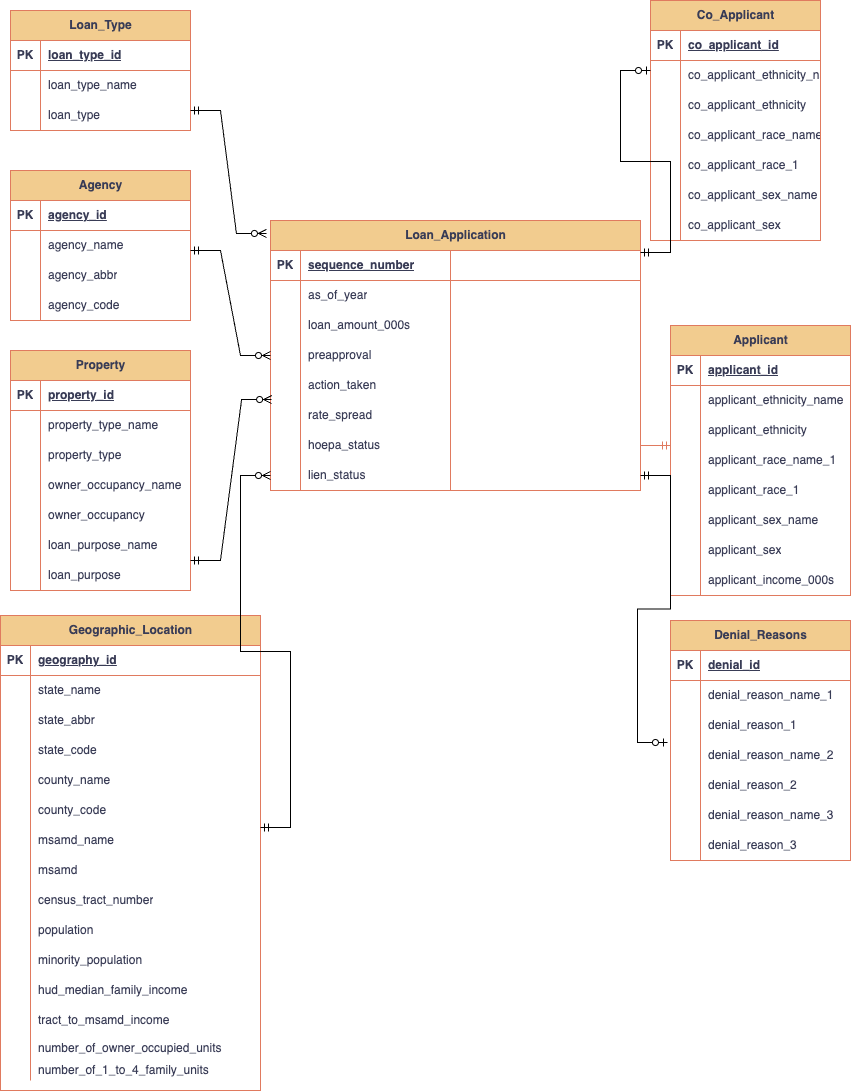 Loan_Type
PK loan_type_id
loan_type_name
loan_type
Agency
PK agency_id
agency_name
agency_abbr
agency_code
Property
PK property_id
property_type_name
property_type
owner_occupancy_name
owner_occupancy
loan_purpose_name
loan_purpose
Geographic_Location
PK geography_id
state_name
state_abbr
state_code
county_name
county_code
msamd_name
msamd
census_tract_number
population
minority_population
hud_median_family_income
tract_to_msamd_income
number_of_owner_occupied_units
number_of_1_to_4_family_units
Loan_Application
PK sequence_number
as_of_year
loan_amount_000s
preapproval
action_taken
rate_spread
hoepa_status
lien_status
Co_Applicant
PK co_applicant_id
co_applicant_ethnicity_n
co_applicant_ethnicity
co_applicant_race_name
co_applicant_race_1
co_applicant_sex_name
co_applicant_sex
Applicant
PK applicant_id
applicant_ethnicity_name
applicant_ethnicity
applicant_race_name_1
applicant_race_1
applicant_sex_name
applicant_sex
applicant_income_000s
Denial_Reasons
PK denial_id
denial_reason_name_1
denial_reason_1
denial_reason_name_2
denial_reason_2
denial_reason_name_3
denial_reason_3